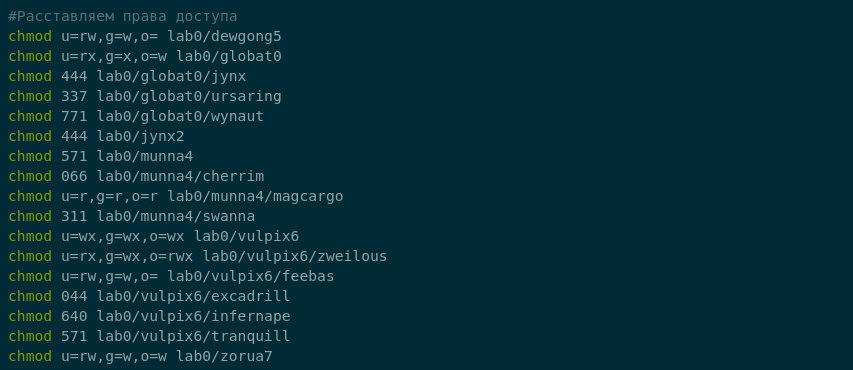 #Расставляем права доступа
chmod u=rw,g=w,o= lab0/dewgong5
chmod u=rx,g=x,o=w lab0/globat0
chmod 444 lab0/globat0/jynx
chmod 337 lab0/globat0/ursaring
chmod 771 lab0/globat0/wynaut
chmod 444 lab0/jynx2
chmod 571 lab0/munna4
chmod 066 lab0/munna4/cherrim
chmod u=r,g=r,o=r lab0/munna4/magcargo
chmod 311 lab0/munna4/swanna
chmod u=wx,g=wx,o=wx lab0/vulpix6
chmod u=rx,g=wx,o=rwx lab0/vulpix6/zweilous
chmod u=rw,g=w,o= lab0/vulpix6/feebas
chmod 044 lab0/vulpix6/excadrill
chmod 640 lab0/vulpix6/infernape
chmod 571 lab0/vulpix6/tranquill
chmod u=rw,g=w,o=w lab0/zorua7